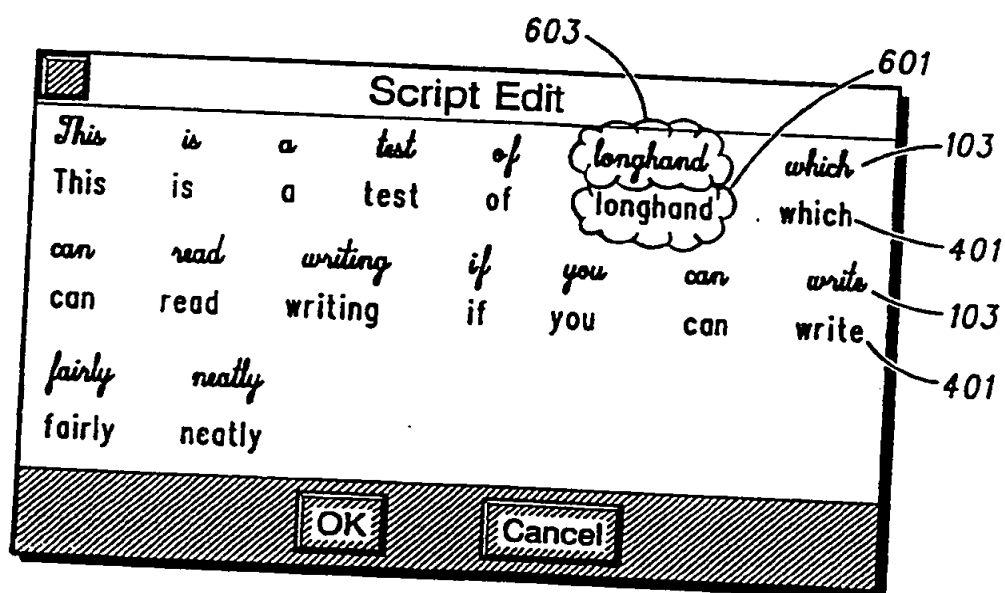 603
601
Script Edit
This is a test of longhand which 103
This is a test of longhand which 401
can read writing if you can write 103
can read writing if you can write 401
fairly neatly
fairly neatly
OK Cancel